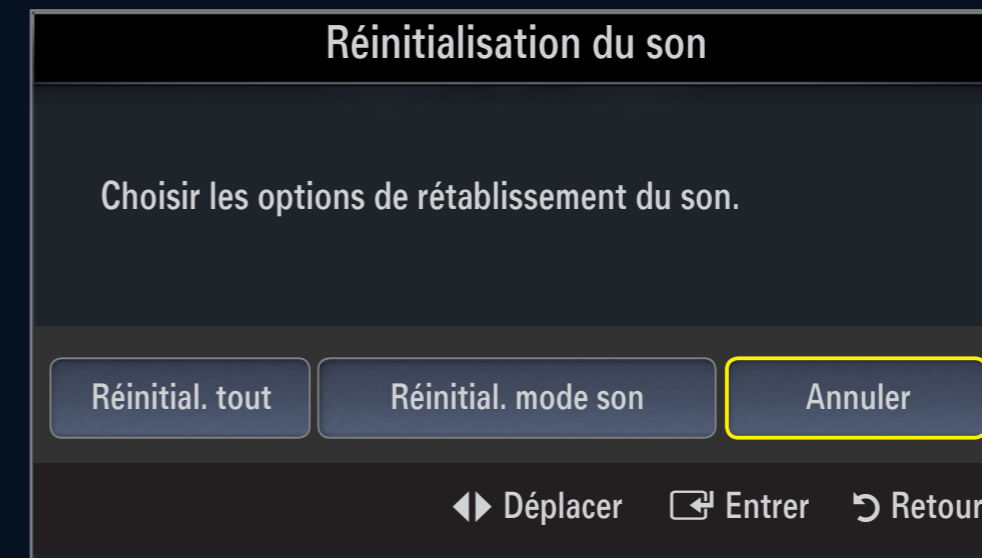 Réinitialisation du son
Choisir les options de rétablissement du son.
Réinitial. tout Réinitial. mode son Annuler
Déplacer Entrer Retour